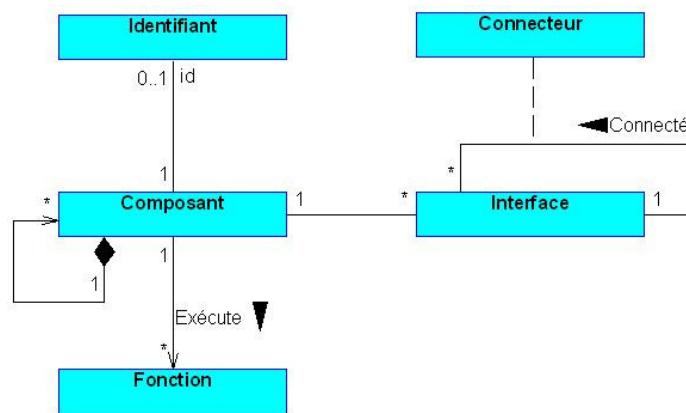 Identifiant
Connecteur
0..1 id
◄Connecté
1
*
*
Composant
1
*
Interface
1
1
1
Exécute ▼
*
Fonction